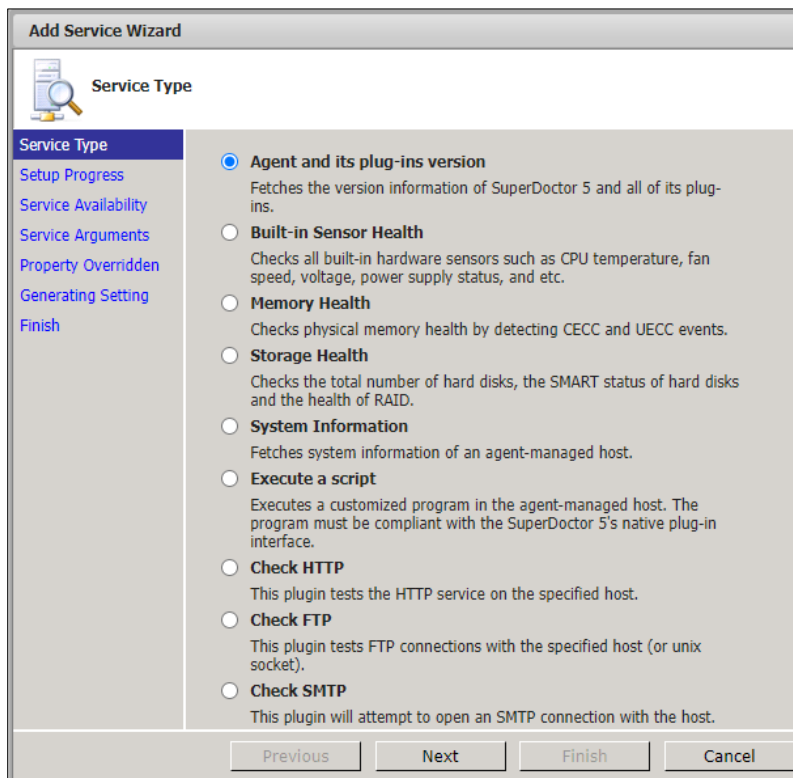 Add Service Wizard
Service Type
Service Type
Setup Progress
Service Availability
Service Arguments
Property Overridden
Generating Setting
Finish
Agent and its plug-ins version
Fetches the version information of SuperDoctor 5 and all of its plug-
ins.
Built-in Sensor Health
Checks all built-in hardware sensors such as CPU temperature, fan
speed, voltage, power supply status, and etc.
Memory Health
Checks physical memory health by detecting CECC and UECC events.
Storage Health
Checks the total number of hard disks, the SMART status of hard disks
and the health of RAID.
System Information
Fetches system information of an agent-managed host.
Execute a script
Executes a customized program in the agent-managed host. The
program must be compliant with the SuperDoctor 5's native plug-in
interface.
Check HTTP
This plugin tests the HTTP service on the specified host.
Check FTP
This plugin tests FTP connections with the specified host (or unix
socket).
Check SMTP
This plugin will attempt to open an SMTP connection with the host.
Previous Next Finish Cancel